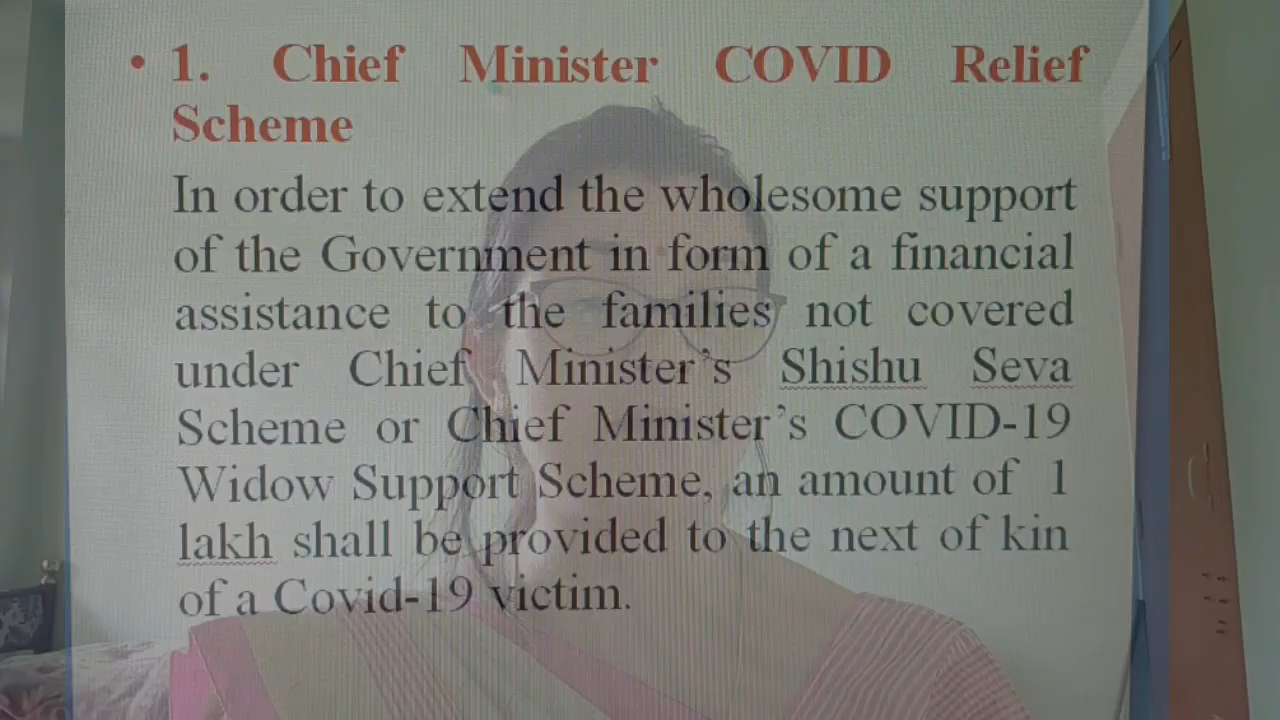 • 1. Chief Minister COVID Relief
Scheme
In order to extend the wholesome support
of the Government in form of a financial
assistance to the families not covered
under Chief Minister's Shishu Seva
Scheme or Chief Minister's COVID-19
Widow Support Scheme, an amount of 1
lakh shall be provided to the next of kin
of a Covid-19 victim.